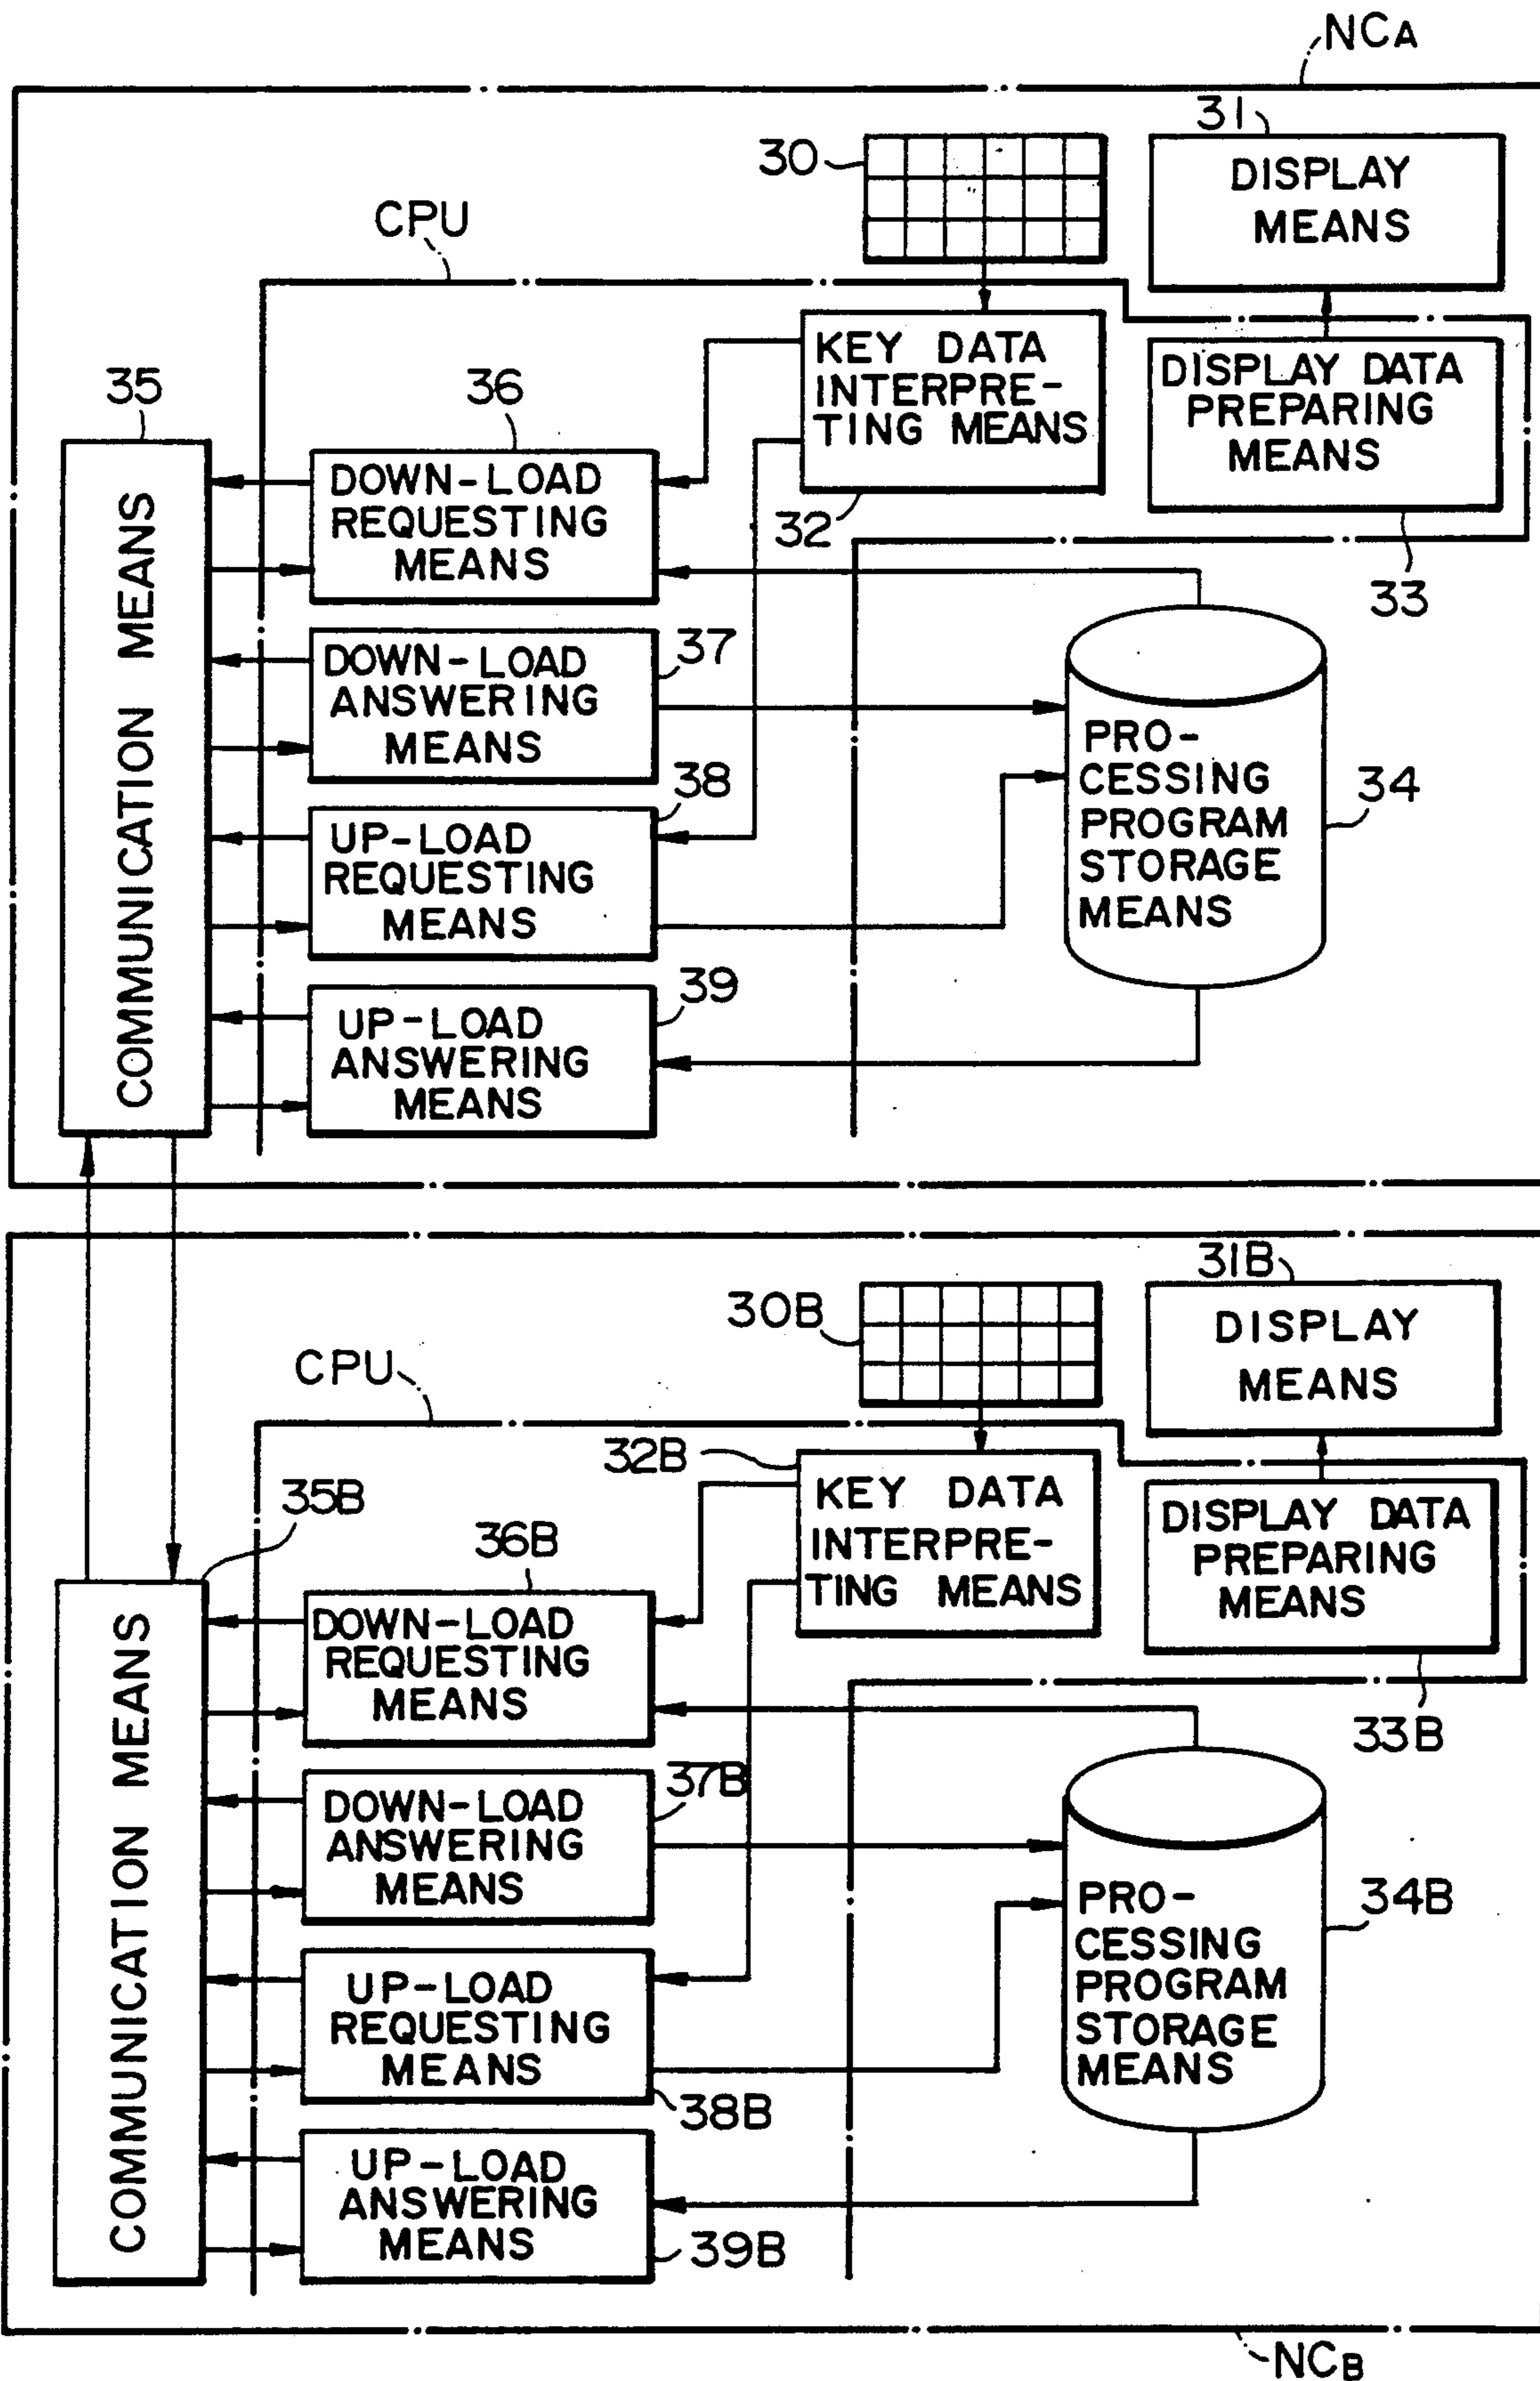 NCA
31
30
DISPLAY
MEANS
CPU
KEY DATA
INTERPRE-
TING MEANS
DISPLAY DATA
PREPARING
MEANS
35
36
32
33
COMMUNICATION MEANS
DOWN-LOAD
REQUESTING
MEANS
37
DOWN-LOAD
ANSWERING
MEANS
38
UP-LOAD
REQUESTING
MEANS
39
UP-LOAD
ANSWERING
MEANS
PRO-
CESSING
PROGRAM
STORAGE
MEANS
34
31B
30B
DISPLAY
MEANS
CPU
32B
KEY DATA
INTERPRE-
TING MEANS
DISPLAY DATA
PREPARING
MEANS
35B
36B
33B
COMMUNICATION MEANS
DOWN-LOAD
REQUESTING
MEANS
37B
DOWN-LOAD
ANSWERING
MEANS
UP-LOAD
REQUESTING
MEANS
38B
UP-LOAD
ANSWERING
MEANS
39B
PRO-
CESSING
PROGRAM
STORAGE
MEANS
34B
NCB